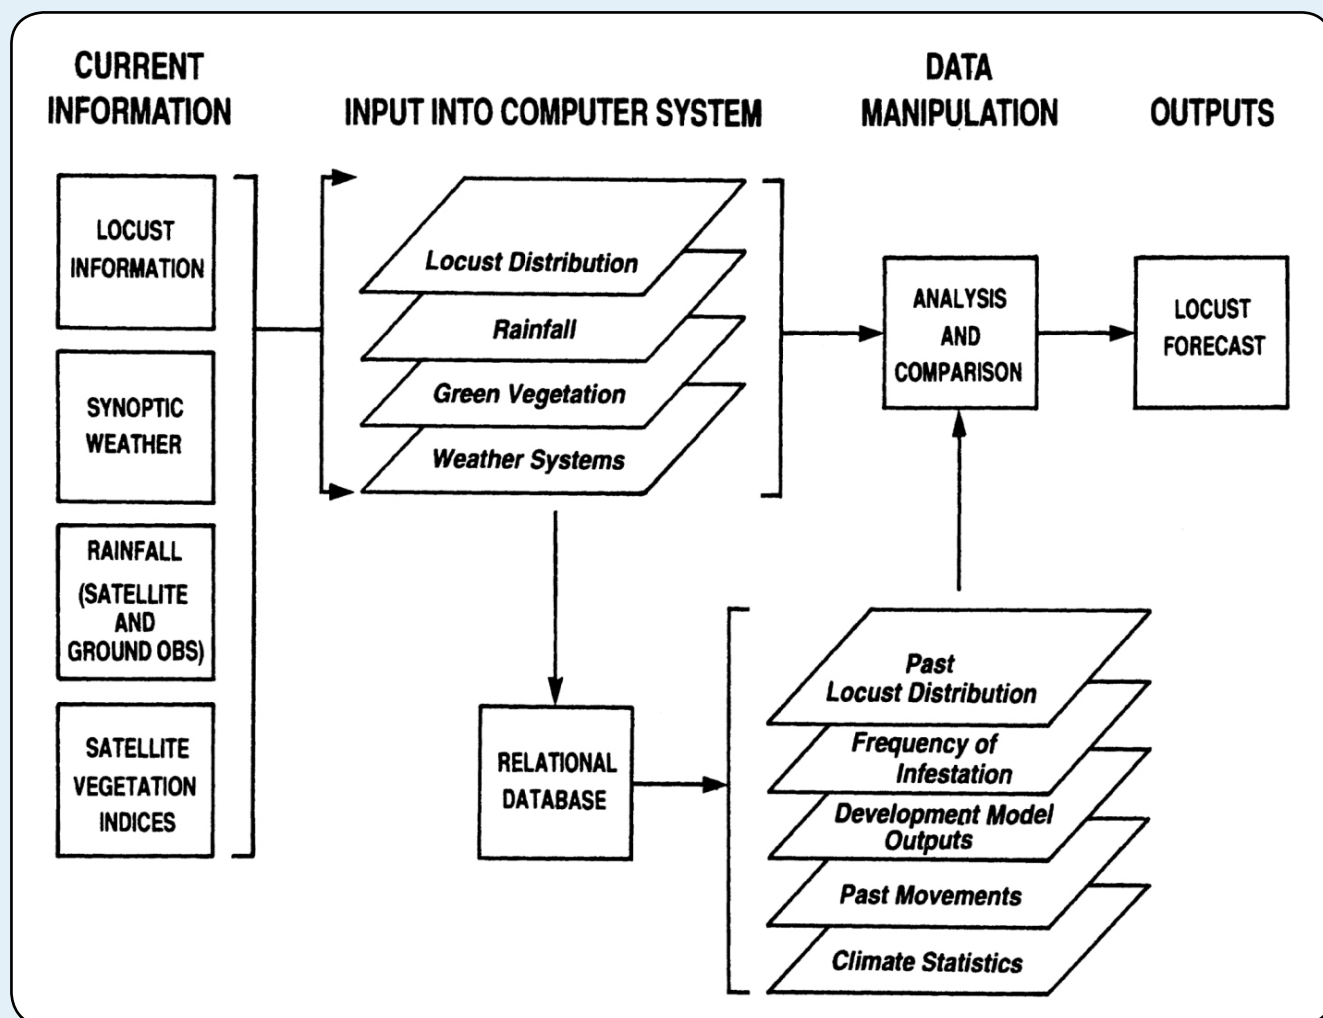 CURRENT
INFORMATION
INPUT INTO COMPUTER SYSTEM
DATA
MANIPULATION
OUTPUTS
LOCUST
INFORMATION
SYNOPTIC
WEATHER
RAINFALL
(SATELLITE
AND
GROUND OBS)
SATELLITE
VEGETATION
INDICES
Locust Distribution
Rainfall
Green Vegetation
Weather Systems
RELATIONAL
DATABASE
ANALYSIS
AND
COMPARISON
LOCUST
FORECAST
Past
Locust Distribution
Frequency of
Infestation
Development Model
Outputs
Past Movements
Climate Statistics